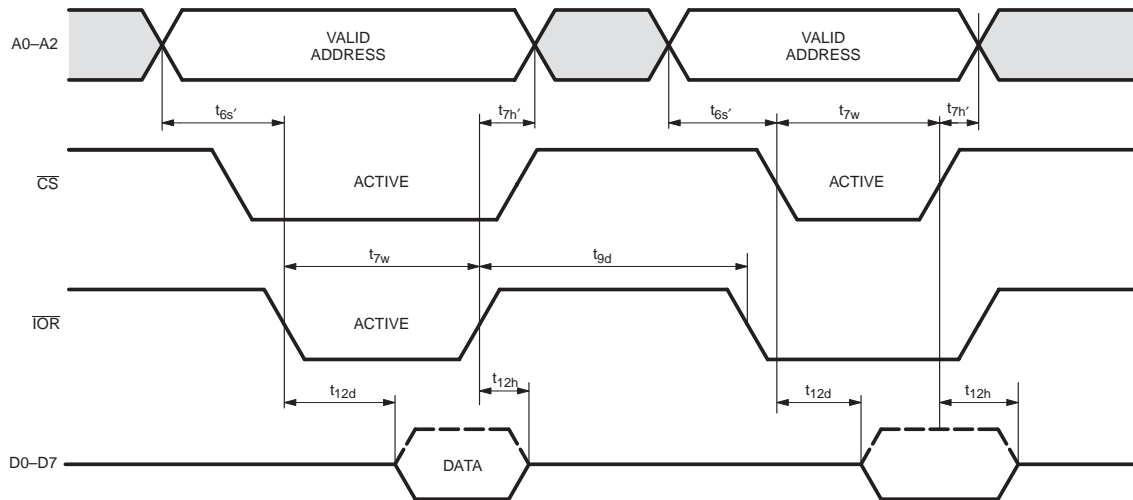 A0–A2
VALID
ADDRESS
VALID
ADDRESS
t6s′
t7h′
t6s′
t7w
t7h′
CS
ACTIVE
ACTIVE
t7w
t9d
IOR
ACTIVE
t12d
t12h
t12d
t12h
D0–D7
DATA